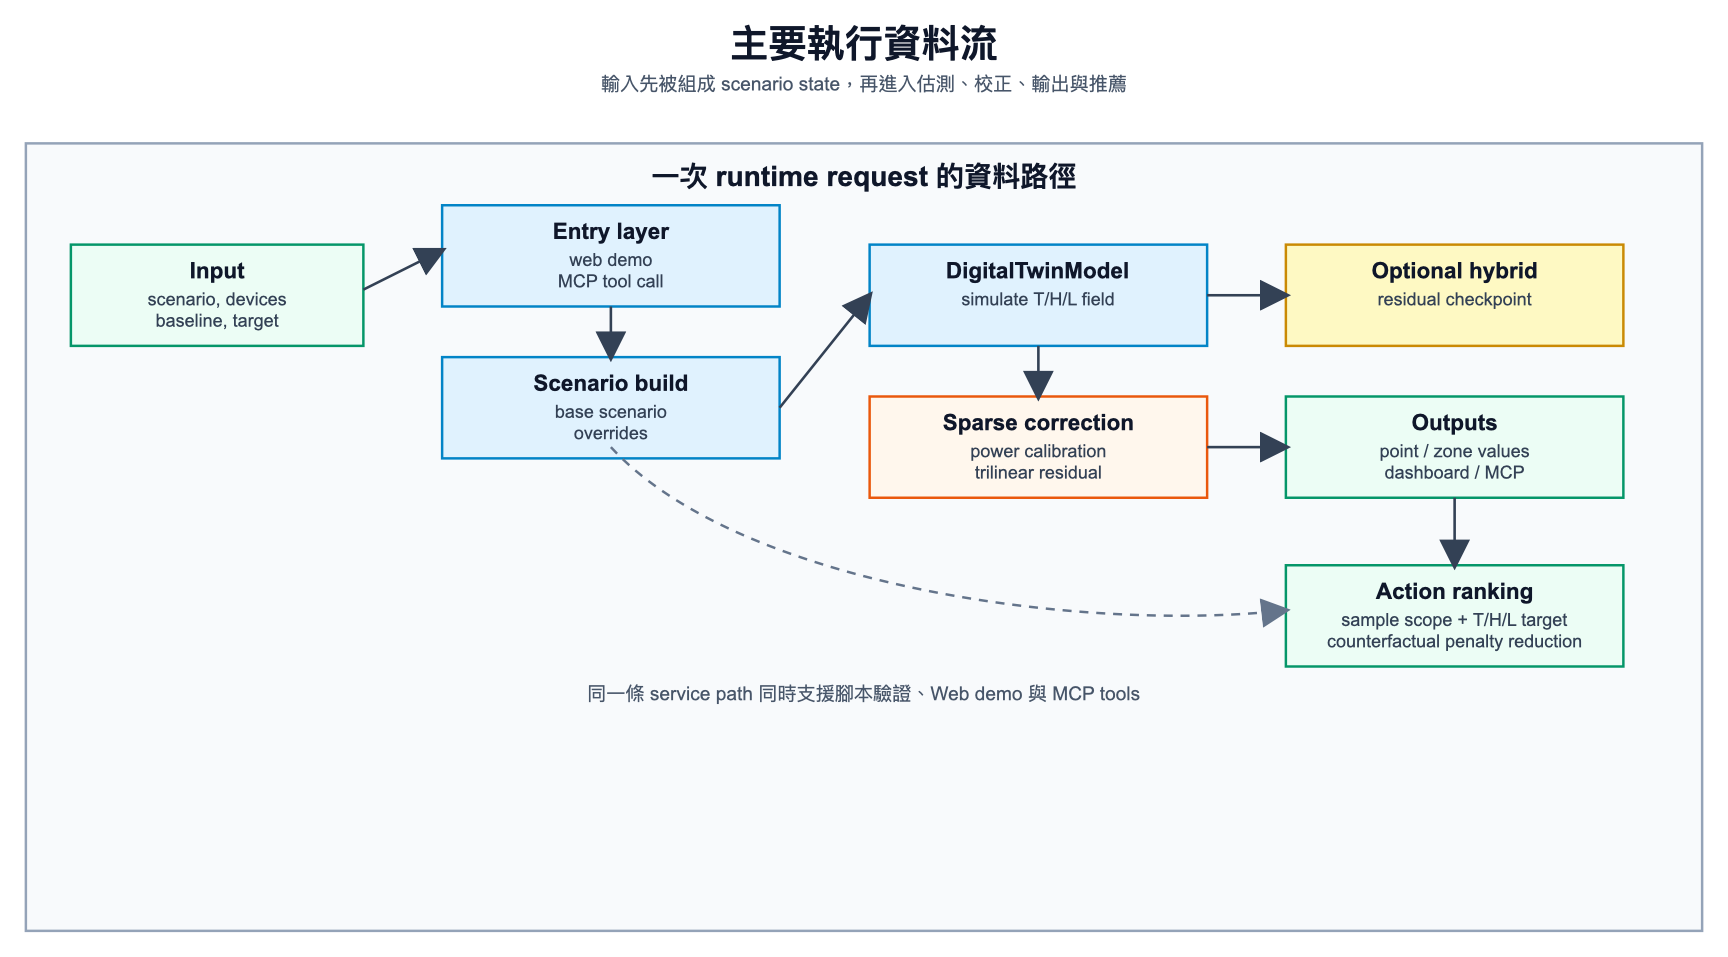 主要執行資料流
輸入先被組成 scenario state，再進入估測、校正、輸出與推薦
一次 runtime request 的資料路徑
Input
scenario, devices
baseline, target
Entry layer
web demo
MCP tool call
Scenario build
base scenario
overrides
DigitalTwinModel
simulate T/H/L field
Optional hybrid
residual checkpoint
Sparse correction
power calibration
trilinear residual
Outputs
point / zone values
dashboard / MCP
Action ranking
sample scope + T/H/L target
counterfactual penalty reduction
同一條 service path 同時支援腳本驗證、Web demo 與 MCP tools